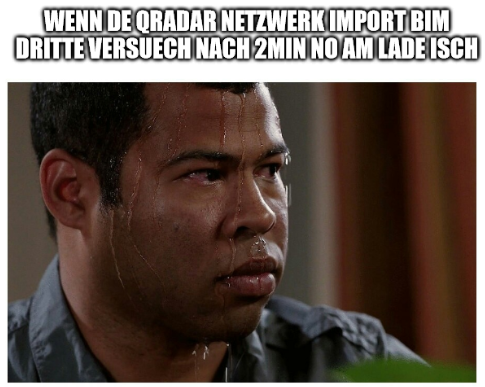 WENN DE QRADAR NETZWERK IMPORT BIM
DRITTE VERSUECH NACH 2MIN NO AM LADE ISCH